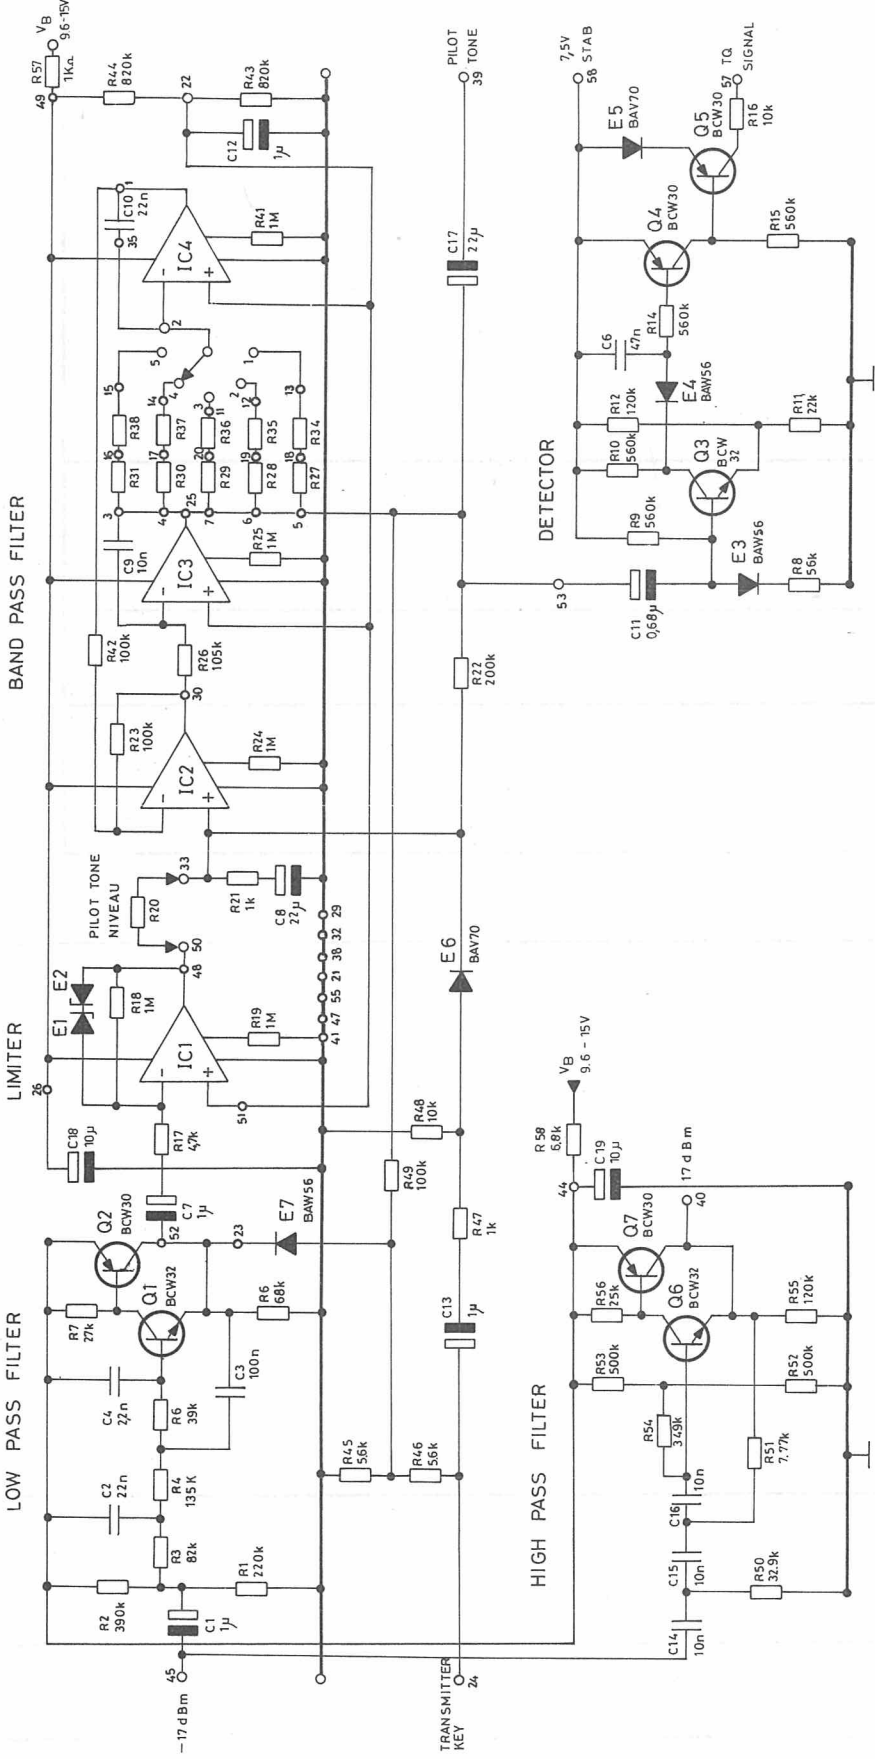 LOW PASS FILTER
LIMITER
BAND PASS FILTER
R57
1KΩ
VB
9.6-15V
49
R44
820k
22
R43
820k
C12
1µ
26
C18
10µ
E1
E2
R18
1M
R17
47k
IC1
-
+
48
50
R19
1M
51
41
47
55
21
38
32
29
PILOT TONE
NIVEAU
R20
33
R21
1k
C8
22µ
R42
100k
R23
100k
IC2
-
+
30
R24
1M
R26
105k
C9
10n
IC3
-
+
25
R25
1M
3
4
7
6
5
R31
R30
R29
R28
R27
16
17
20
19
18
R38
R37
R36
R35
R34
15
14
11
12
13
5
4
3
2
1
2
35
C10
22n
1
IC4
-
+
R41
1M
R7
27k
Q2
BCW30
Q1
BCW32
C4
2,2n
C2
22n
R2
390k
R3
82k
R4
135K
R6
39k
C3
100n
R6
68k
C7
1µ
52
23
E7
BAW56
45
-17dBm
C1
1µ
R1
220k
R45
5.6k
R46
5.6k
R49
100k
R48
10k
TRANSMITTER
KEY
24
C13
1µ
R47
1k
E6
BAV70
R22
200k
C17
2.2µ
PILOT
TONE
39
HIGH PASS FILTER
DETECTOR
C14
10n
C15
10n
C16
10n
R50
32.9k
R54
349k
R51
7.77k
R53
500k
R52
500k
R56
25k
Q7
BCW30
Q6
BCW32
R55
120k
44
R58
6,8k
VB
9.6 - 15V
C19
10µ
17dBm
40
53
C11
0,68µ
R9
560k
R10
560k
R12
120k
C6
47n
E3
BAW56
R8
56k
Q3
BCW
32
E4
BAW56
R11
22k
R14
560k
Q4
BCW30
R15
560k
E5
BAV70
Q5
BCW30
R16
10k
57
TQ
SIGNAL
7,5V
STAB
58